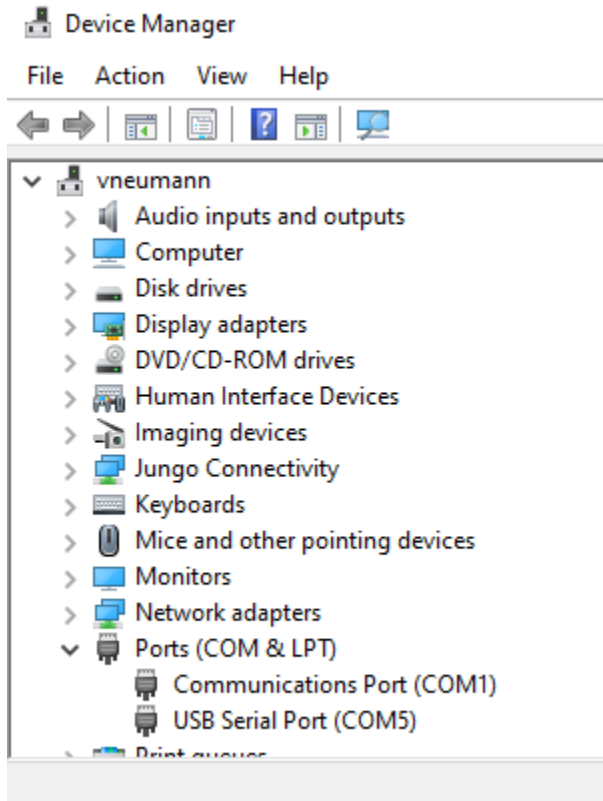 Device Manager
File Action View Help
vneumann
Audio inputs and outputs
Computer
Disk drives
Display adapters
DVD/CD-ROM drives
Human Interface Devices
Imaging devices
Jungo Connectivity
Keyboards
Mice and other pointing devices
Monitors
Network adapters
Ports (COM & LPT)
Communications Port (COM1)
USB Serial Port (COM5)
Print queues